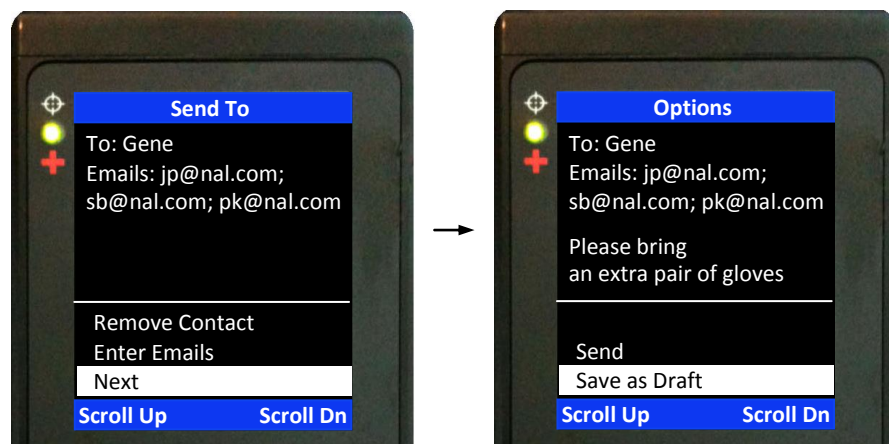 Send To
To: Gene
Emails: jp@nal.com;
sb@nal.com; pk@nal.com
Remove Contact
Enter Emails
Next
Scroll Up Scroll Dn
Options
To: Gene
Emails: jp@nal.com;
sb@nal.com; pk@nal.com
Please bring
an extra pair of gloves
Send
Save as Draft
Scroll Up Scroll Dn